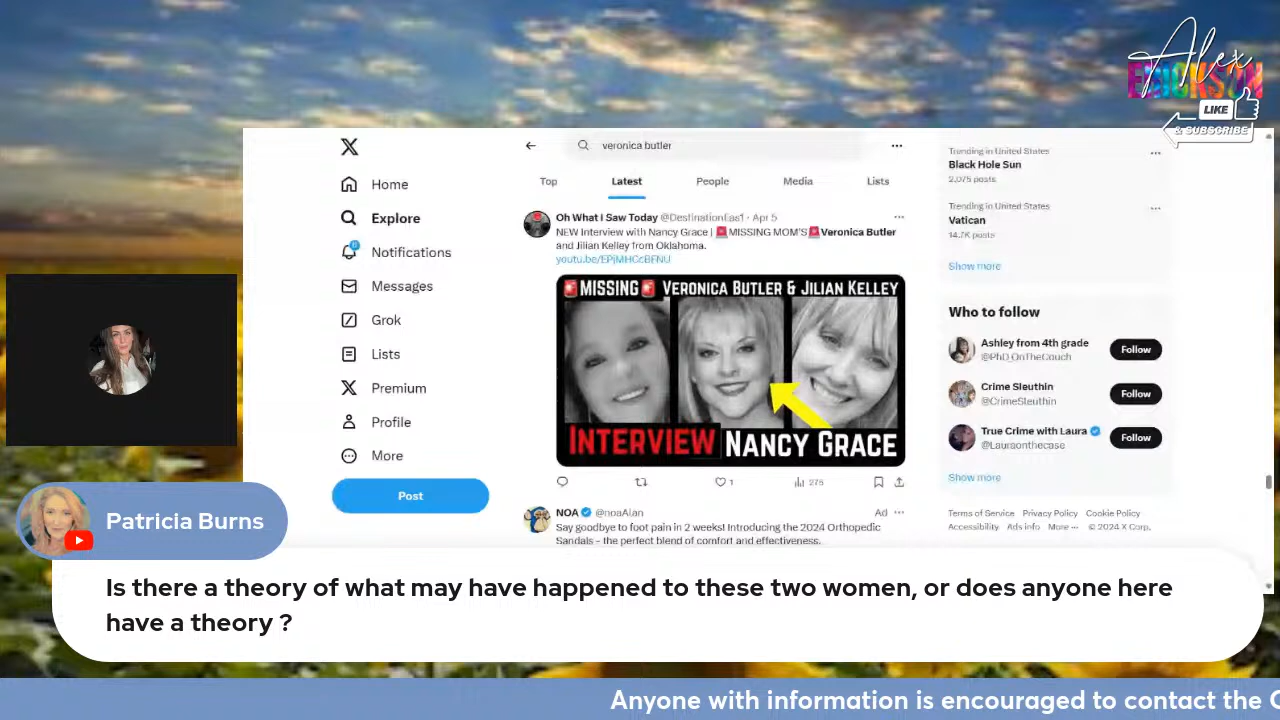 Alex
ERICKSON
LIKE
& SUBSCRIBE
X
Home
Explore
Notifications
Messages
Grok
Lists
Premium
Profile
More
Post
veronica butler
Top Latest People Media Lists
Oh What I Saw Today @DestinationEas1 · Apr 5
NEW Interview with Nancy Grace | 🚨MISSING MOM'S🚨Veronica Butler
and Jilian Kelley from Oklahoma.
youtu.be/EPjMHCcBFNU
🚨MISSING🚨 VERONICA BUTLER & JILIAN KELLEY
INTERVIEW NANCY GRACE
1 275
NOA @noaAlan Ad
Say goodbye to foot pain in 2 weeks! Introducing the 2024 Orthopedic
Sandals – the perfect blend of comfort and effectiveness.
Trending in United States
Black Hole Sun
2,075 posts
Trending in United States
Vatican
14.7K posts
Show more
Who to follow
Ashley from 4th grade
@PhD_OnTheCouch
Follow
Crime Sleuthin
@CrimeSleuthin
Follow
True Crime with Laura
@Lauraonthecase
Follow
Show more
Terms of Service Privacy Policy Cookie Policy
Accessibility Ads info More ··· © 2024 X Corp.
Patricia Burns
Is there a theory of what may have happened to these two women, or does anyone here
have a theory ?
Anyone with information is encouraged to contact the